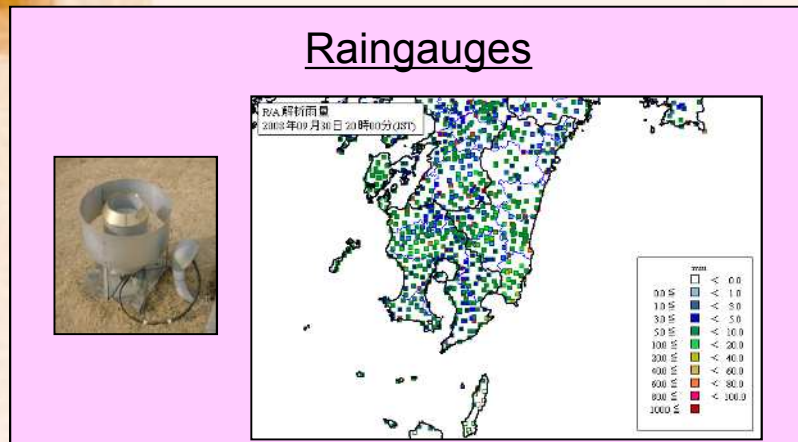 Raingauges
R/A 解析雨量
2008年09月30日20時00分(JST)
mm
< 0.0
0.0 ≦ < 1.0
1.0 ≦ < 3.0
3.0 ≦ < 5.0
5.0 ≦ < 10.0
10.0 ≦ < 20.0
20.0 ≦ < 40.0
40.0 ≦ < 60.0
60.0 ≦ < 80.0
80.0 ≦ < 100.0
100.0 ≦